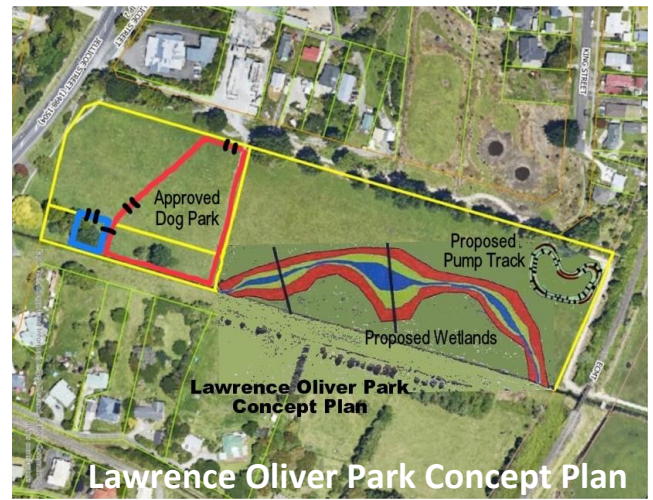 KING STREET
Approved
Dog Park
Proposed
Pump Track
Proposed Wetlands
ECMT
Lawrence Oliver Park
Concept Plan
Lawrence Oliver Park Concept Plan